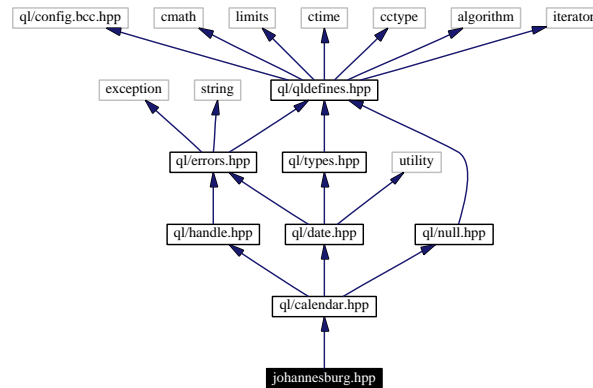 ql/config.bcc.hpp
cmath
limits
ctime
cctype
algorithm
iterator
exception
string
ql/qldefines.hpp
ql/errors.hpp
ql/types.hpp
utility
ql/handle.hpp
ql/date.hpp
ql/null.hpp
ql/calendar.hpp
johannesburg.hpp